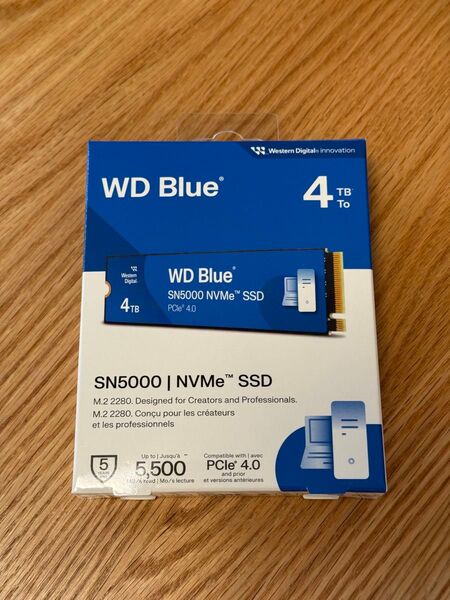 Western Digital® innovation
WD Blue®
4 TB
To
Western
Digital
4TB
WD Blue®
SN5000 NVMe™ SSD
PCIe® 4.0
SN5000 | NVMe™ SSD
M.2 2280. Designed for Creators and Professionals.
M.2 2280. Conçu pour les créateurs
et les professionnels
5
Up to | Jusqu'à
5,500
MB/s read | Mo/s lecture
Compatible with | avec
PCIe® 4.0
and prior
et versions antérieures